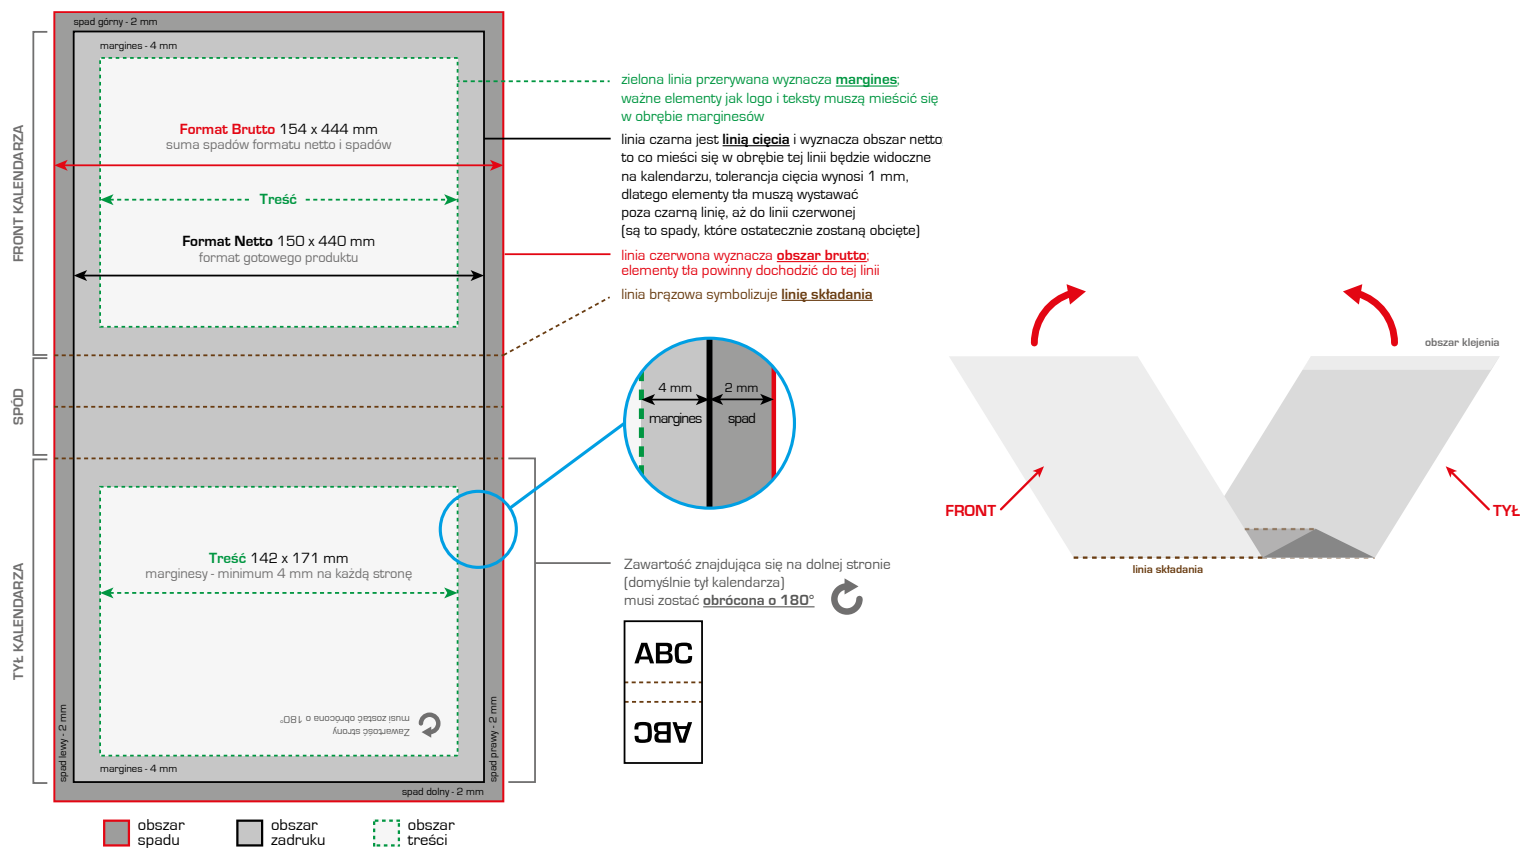 spad górny - 2 mm
margines - 4 mm
FRONT KALENDARZA
Format Brutto 154 x 444 mm
suma spadów formatu netto i spadów
Treść
Format Netto 150 x 440 mm
format gotowego produktu
zielona linia przerywana wyznacza margines;
ważne elementy jak logo i teksty muszą mieścić się
w obrębie marginesów
linia czarna jest linią cięcia i wyznacza obszar netto
to co mieści się w obrębie tej linii będzie widoczne
na kalendarzu, tolerancja cięcia wynosi 1 mm,
dlatego elementy tła muszą wystawać
poza czarną linię, aż do linii czerwonej
(są to spady, które ostatecznie zostaną obcięte)
linia czerwona wyznacza obszar brutto;
elementy tła powinny dochodzić do tej linii
linia brązowa symbolizuje linię składania
SPÓD
4 mm
margines
2 mm
spad
TYŁ KALENDARZA
Treść 142 x 171 mm
marginesy - minimum 4 mm na każdą stronę
Zawartość strony
musi zostać obrócona o 180°
spad lewy - 2 mm
spad prawy - 2 mm
margines - 4 mm
spad dolny - 2 mm
Zawartość znajdująca się na dolnej stronie
(domyślnie tył kalendarza)
musi zostać obrócona o 180°
ABC
ABC
obszar klejenia
FRONT
TYŁ
linia składania
obszar
spadu
obszar
zadruku
obszar
treści